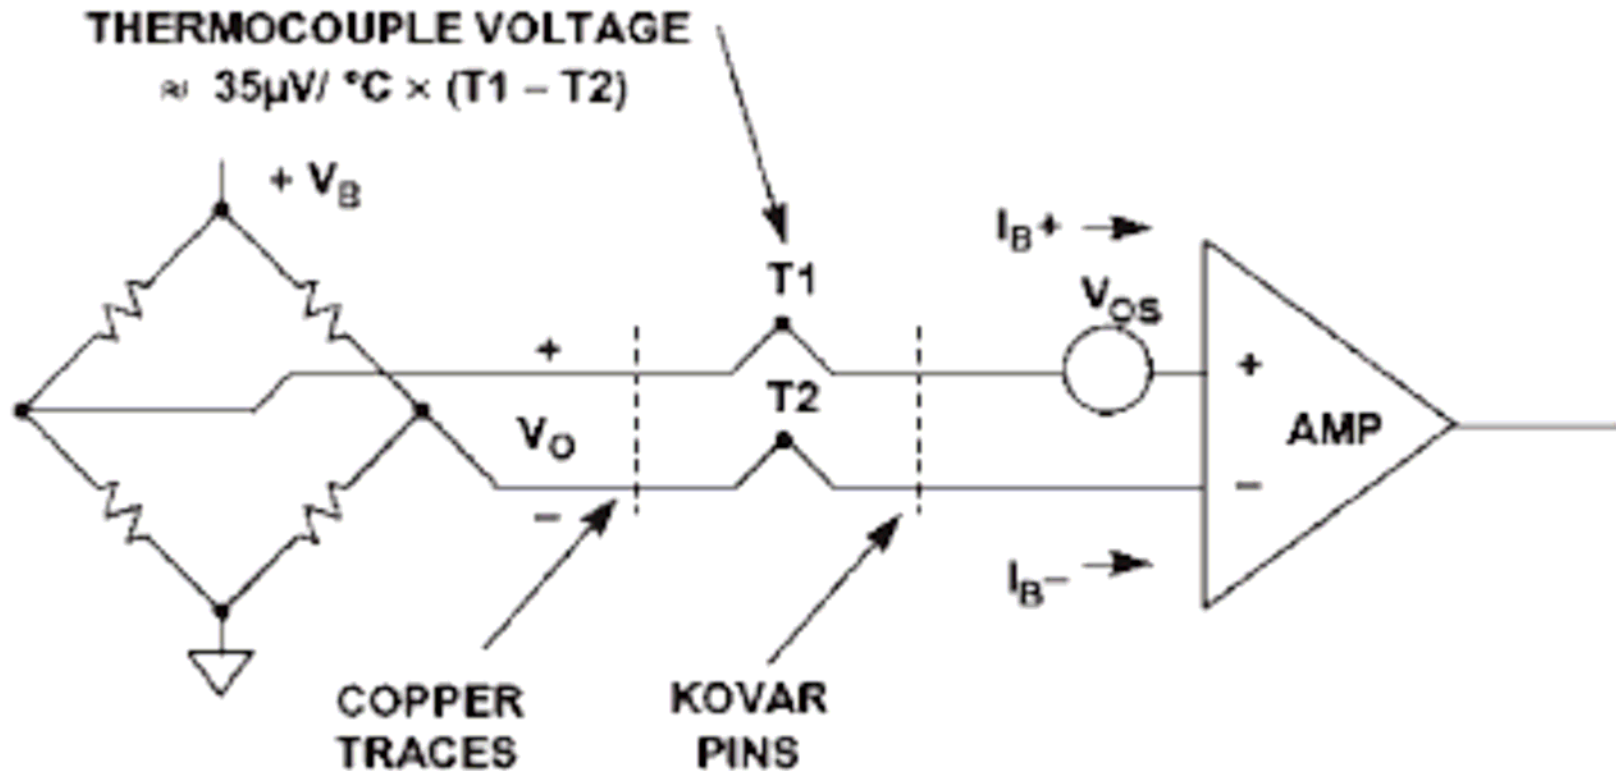 THERMOCOUPLE VOLTAGE
≈ 35µV/ °C × (T1 – T2)
+ VB
IB+
T1
VOS
+
+
T2
VO
AMP
–
–
IB–
COPPER
TRACES
KOVAR
PINS